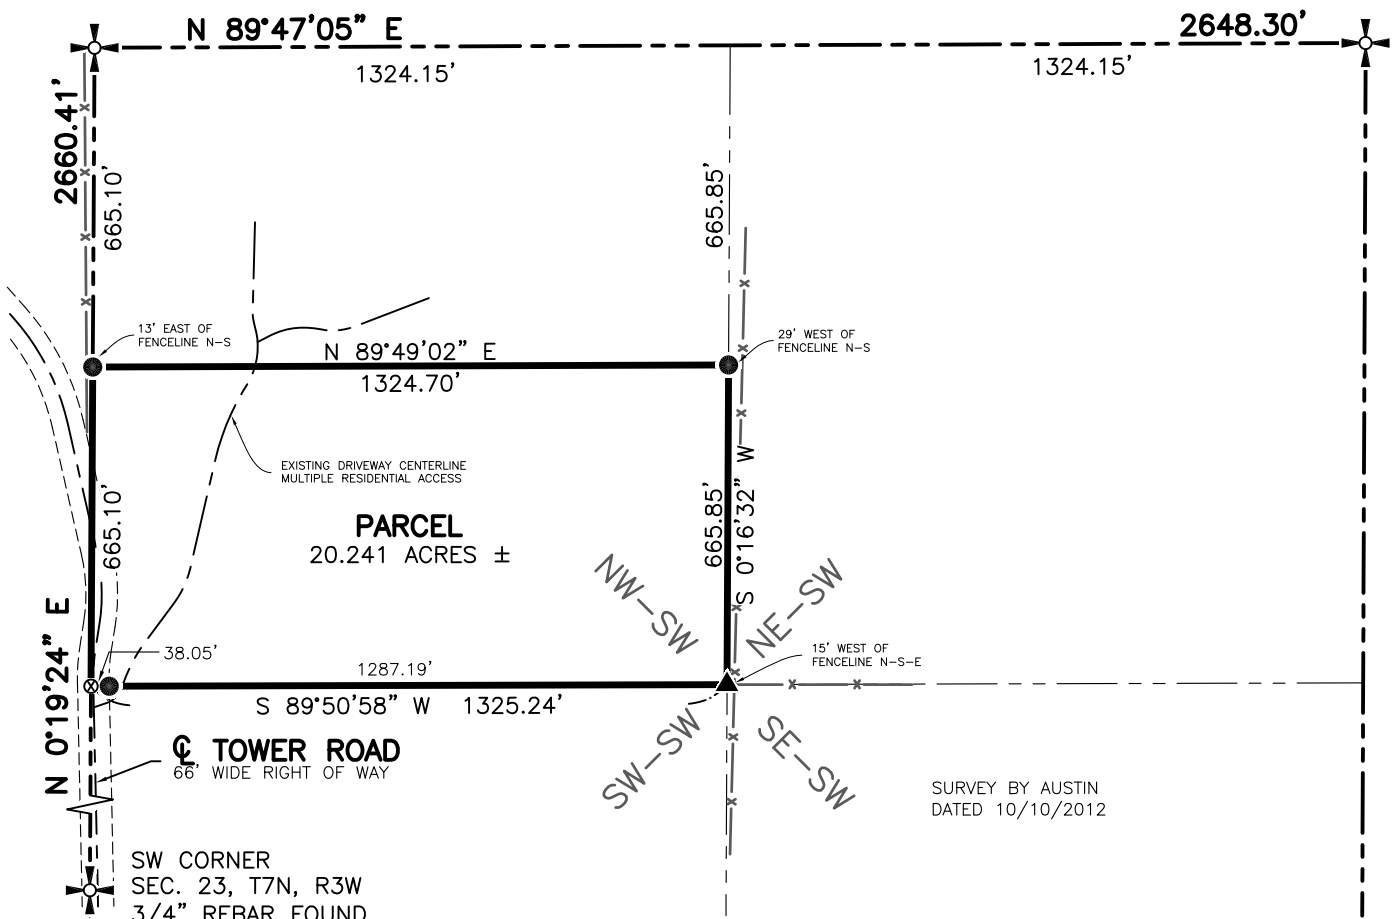 N 89°47'05" E
2648.30'
1324.15'
1324.15'
2660.41'
665.10'
665.85'
13' EAST OF
FENCELINE N-S
29' WEST OF
FENCELINE N-S
N 89°49'02" E
1324.70'
EXISTING DRIVEWAY CENTERLINE
MULTIPLE RESIDENTIAL ACCESS
665.10'
PARCEL
20.241 ACRES ±
665.85'
S 0°16'32" W
NW-SW
NE-SW
N 0°19'24" E
38.05'
1287.19'
15' WEST OF
FENCELINE N-S-E
S 89°50'58" W 1325.24'
SW-SW
SE-SW
℄ TOWER ROAD
66' WIDE RIGHT OF WAY
SURVEY BY AUSTIN
DATED 10/10/2012
SW CORNER
SEC. 23, T7N, R3W
3/4" REBAR FOUND